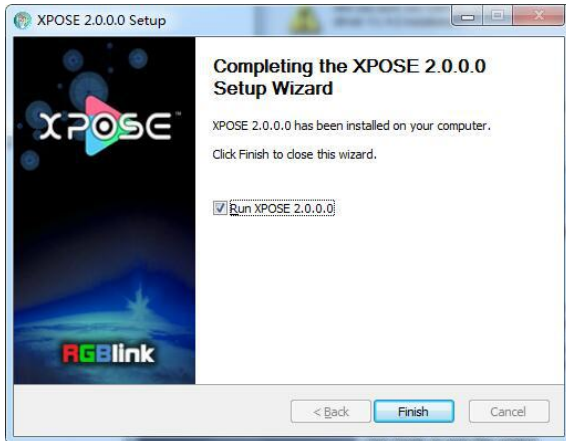 XPOSE 2.0.0.0 Setup
XPOSE
Completing the XPOSE 2.0.0.0
Setup Wizard
XPOSE 2.0.0.0 has been installed on your computer.
Click Finish to close this wizard.
Run XPOSE 2.0.0.0
RGBlink
< Back
Finish
Cancel